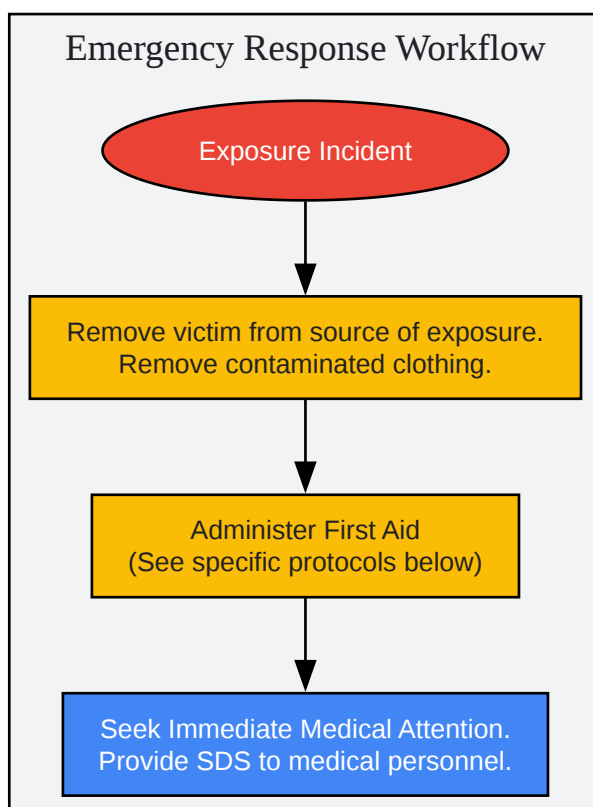 Emergency Response Workflow
Exposure Incident
Remove victim from source of exposure.
Remove contaminated clothing.
Administer First Aid
(See specific protocols below)
Seek Immediate Medical Attention.
Provide SDS to medical personnel.